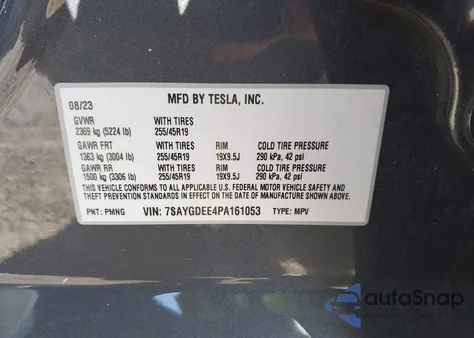 MFD BY TESLA, INC.
08/23
GVWR WITH TIRES
2369 kg (5224 lb) 255/45R19
GAWR FRT WITH TIRES RIM COLD TIRE PRESSURE
1363 kg (3004 lb) 255/45R19 19X9.5J 290 kPa, 42 psi
GAWR RR WITH TIRES RIM COLD TIRE PRESSURE
1500 kg (3306 lb) 255/45R19 19X9.5J 290 kPa, 42 psi
THIS VEHICLE CONFORMS TO ALL APPLICABLE U.S. FEDERAL MOTOR VEHICLE SAFETY AND
THEFT PREVENTION STANDARDS IN EFFECT ON THE DATE OF MANUFACTURE SHOWN ABOVE.
PNT: PMNG VIN: 7SAYGDEE4PA161053 TYPE: MPV
autoSnap